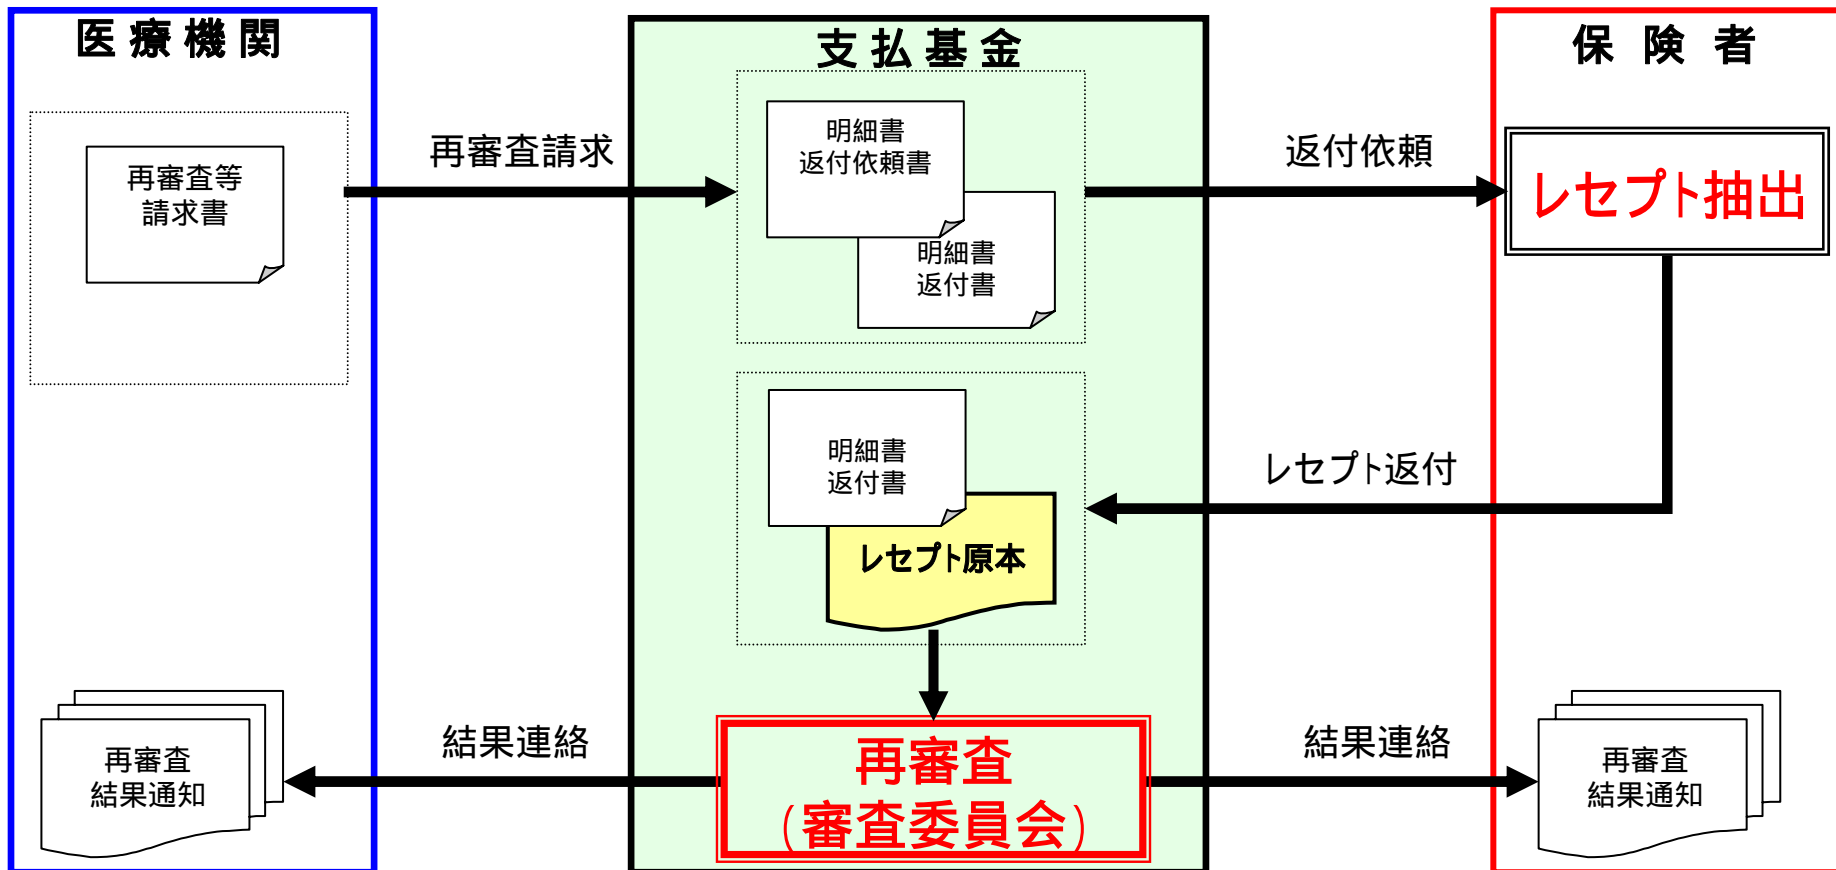 医療機関
支払基金
保険者
再審査等
請求書
再審査請求
明細書
返付依頼書
明細書
返付書
返付依頼
レセプト抽出
明細書
返付書
レセプト原本
レセプト返付
再審査
結果通知
結果連絡
再審査
(審査委員会)
結果連絡
再審査
結果通知